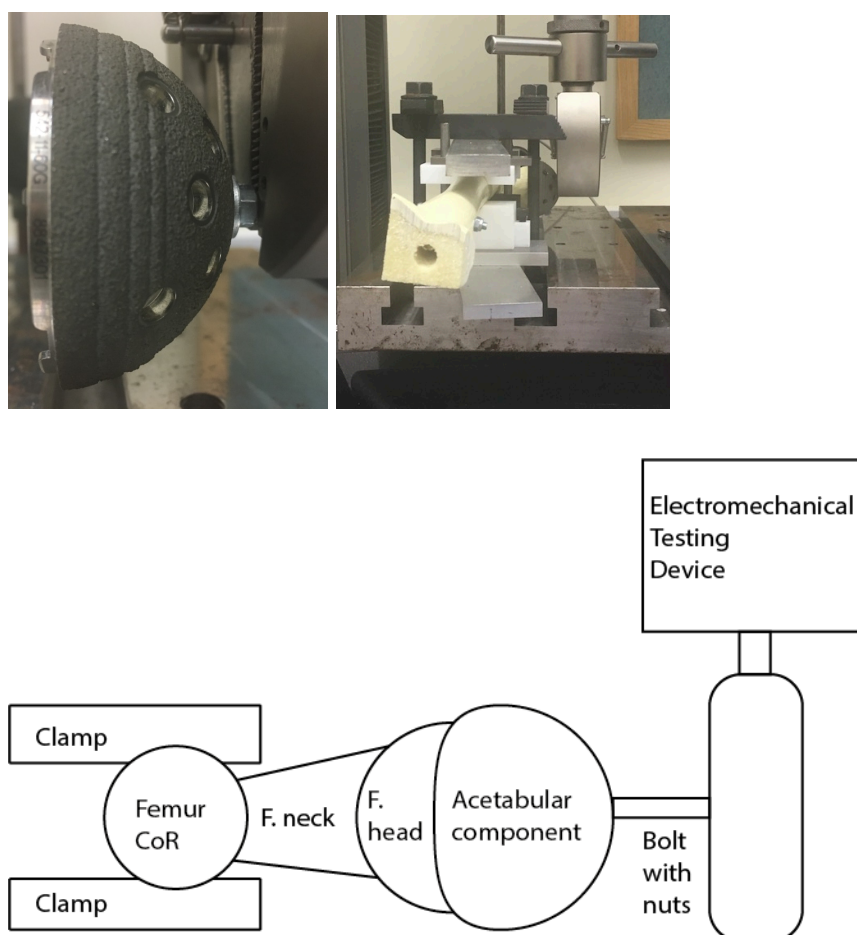 Electromechanical
Testing
Device
Clamp
Femur
CoR
F. neck
F.
head
Acetabular
component
Bolt
with
nuts
Clamp